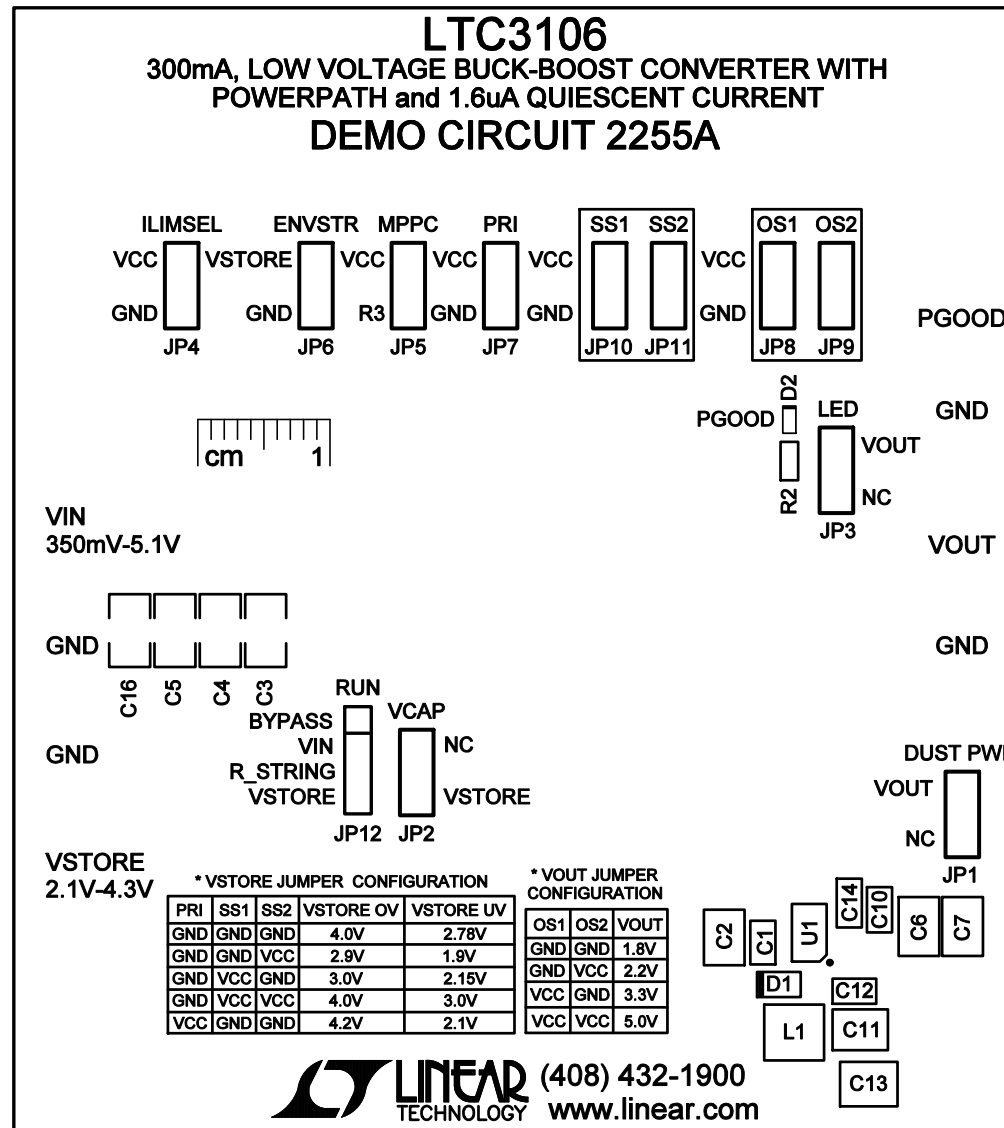 LTC3106
300mA, LOW VOLTAGE BUCK-BOOST CONVERTER WITH
POWERPATH and 1.6uA QUIESCENT CURRENT
DEMO CIRCUIT 2255A
ILIMSEL ENVSTR MPPC PRI SS1 SS2 OS1 OS2
VCC VSTORE VCC VCC VCC VCC
GND GND R3 GND GND GND
PGOOD
JP4 JP6 JP5 JP7 JP10 JP11 JP8 JP9
D2
PGOOD LED GND
VOUT
cm 1
R2 NC
JP3
VIN
350mV-5.1V
VOUT
GND GND
C16 C5 C4 C3
RUN
BYPASS VCAP
VIN NC
GND DUST PW
R_STRING
VOUT
VSTORE VSTORE
JP12 JP2
NC
JP1
VSTORE
2.1V-4.3V
* VSTORE JUMPER CONFIGURATION
PRI SS1 SS2 VSTORE OV VSTORE UV
GND GND GND 4.0V 2.78V
GND GND VCC 2.9V 1.9V
GND VCC GND 3.0V 2.15V
GND VCC VCC 4.0V 3.0V
VCC GND GND 4.2V 2.1V
* VOUT JUMPER
CONFIGURATION
OS1 OS2 VOUT
GND GND 1.8V
GND VCC 2.2V
VCC GND 3.3V
VCC VCC 5.0V
C2 C1 U1 C14 C10 C6 C7
D1 C12
L1 C11
C13
LINEAR
TECHNOLOGY
(408) 432-1900
www.linear.com